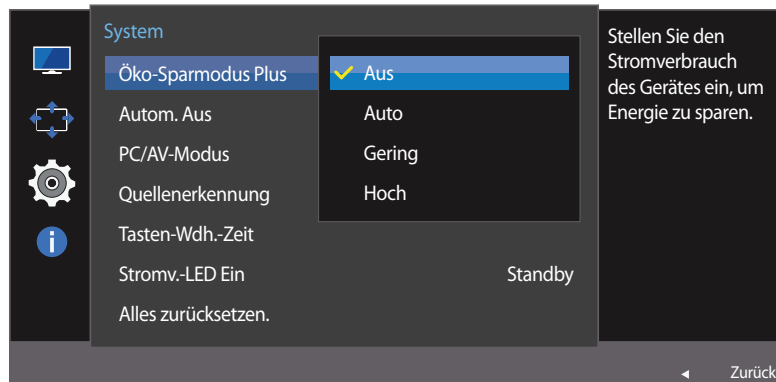 System
Öko-Sparmodus Plus
Autom. Aus
PC/AV-Modus
Quellenerkennung
Tasten-Wdh.-Zeit
Stromv.-LED Ein
Standby
Alles zurücksetzen.
Aus
Auto
Gering
Hoch
Stellen Sie den
Stromverbrauch
des Gerätes ein, um
Energie zu sparen.
Zurück